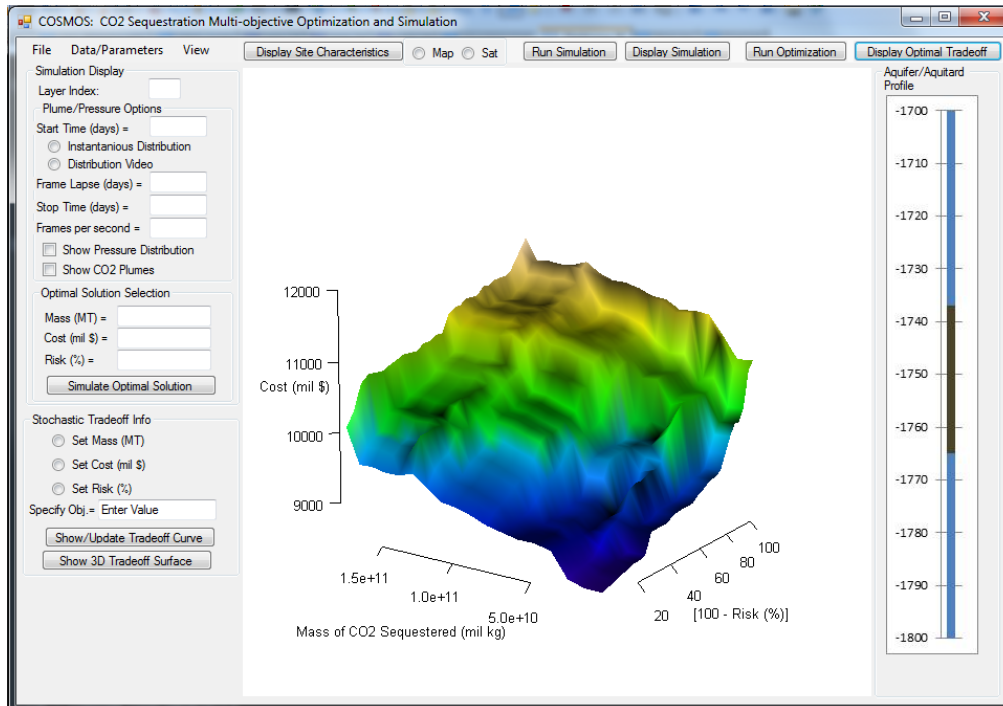 COSMOS: CO2 Sequestration Multi-objective Optimization and Simulation
File Data/Parameters View Display Site Characteristics Map Sat Run Simulation Display Simulation Run Optimization Display Optimal Tradeoff
Simulation Display
Layer Index:
Plume/Pressure Options
Start Time (days) =
Instantanious Distribution
Distribution Video
Frame Lapse (days) =
Stop Time (days) =
Frames per second =
Show Pressure Distribution
Show CO2 Plumes
Optimal Solution Selection
Mass (MT) =
Cost (mil $) =
Risk (%) =
Simulate Optimal Solution
Stochastic Tradeoff Info
Set Mass (MT)
Set Cost (mil $)
Set Risk (%)
Specify Obj.= Enter Value
Show/Update Tradeoff Curve
Show 3D Tradeoff Surface
12000
11000
Cost (mil $)
10000
9000
1.5e+11
1.0e+11
5.0e+10
Mass of CO2 Sequestered (mil kg)
100
80
60
40
20
[100 - Risk (%)]
Aquifer/Aquitard
Profile
-1700
-1710
-1720
-1730
-1740
-1750
-1760
-1770
-1780
-1790
-1800